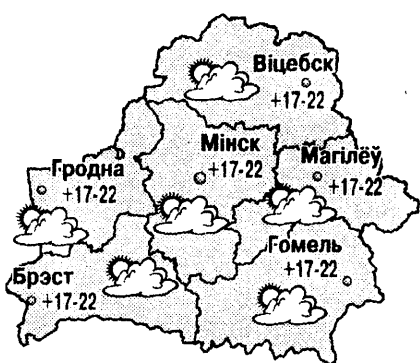 Віцебск
+17-22
Мінск
+17-22
Магілёў
+17-22
Гродна
+17-22
Гомель
+17-22
Брэст
+17-22